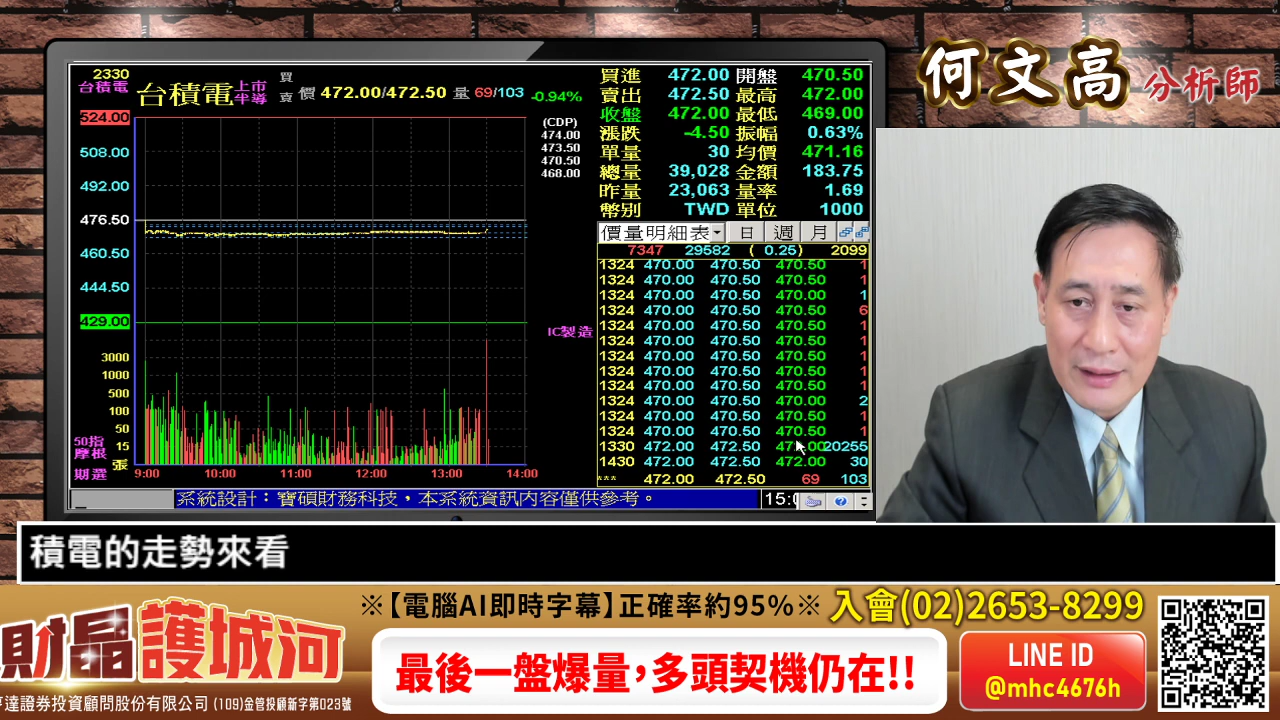 何文高 分析師
2330
台積電
台積電
上市
半導
買
賣
價 472.00/472.50 量 69/103 -0.94%
524.00
508.00
492.00
476.50
460.50
444.50
429.00
3000
1000
500
100
50
15
張
50指
摩根
期選
9:00 10:00 11:00 12:00 13:00 14:00
(CDP)
474.00
473.50
470.50
468.00
IC製造
買進 472.00 開盤 470.50
賣出 472.50 最高 472.00
收盤 472.00 最低 469.00
漲跌 -4.50 振幅 0.63%
單量 30 均價 471.16
總量 39,028 金額 183.75
昨量 23,063 量率 1.69
幣別 TWD 單位 1000
價量明細表 日 週 月
7347 29582 ( 0.25) 2099
1324 470.00 470.50 470.50 1
1324 470.00 470.50 470.50 1
1324 470.00 470.50 470.00 1
1324 470.00 470.50 470.50 6
1324 470.00 470.50 470.50 1
1324 470.00 470.50 470.50 1
1324 470.00 470.50 470.50 1
1324 470.00 470.50 470.50 1
1324 470.00 470.50 470.50 1
1324 470.00 470.50 470.00 2
1324 470.00 470.50 470.50 1
1324 470.00 470.50 470.50 1
1330 472.00 472.50 20255
1430 472.00 472.50 472.00 30
*** 472.00 472.50 69 103
系統設計：寶碩財務科技，本系統資訊內容僅供參考。
積電的走勢來看
※【電腦AI即時字幕】正確率約95%※ 入會(02)2653-8299
財晶護城河
最後一盤爆量，多頭契機仍在!!
LINE ID
@mhc4676h
達證券投資顧問股份有限公司 (109)金管投顧新字第023號